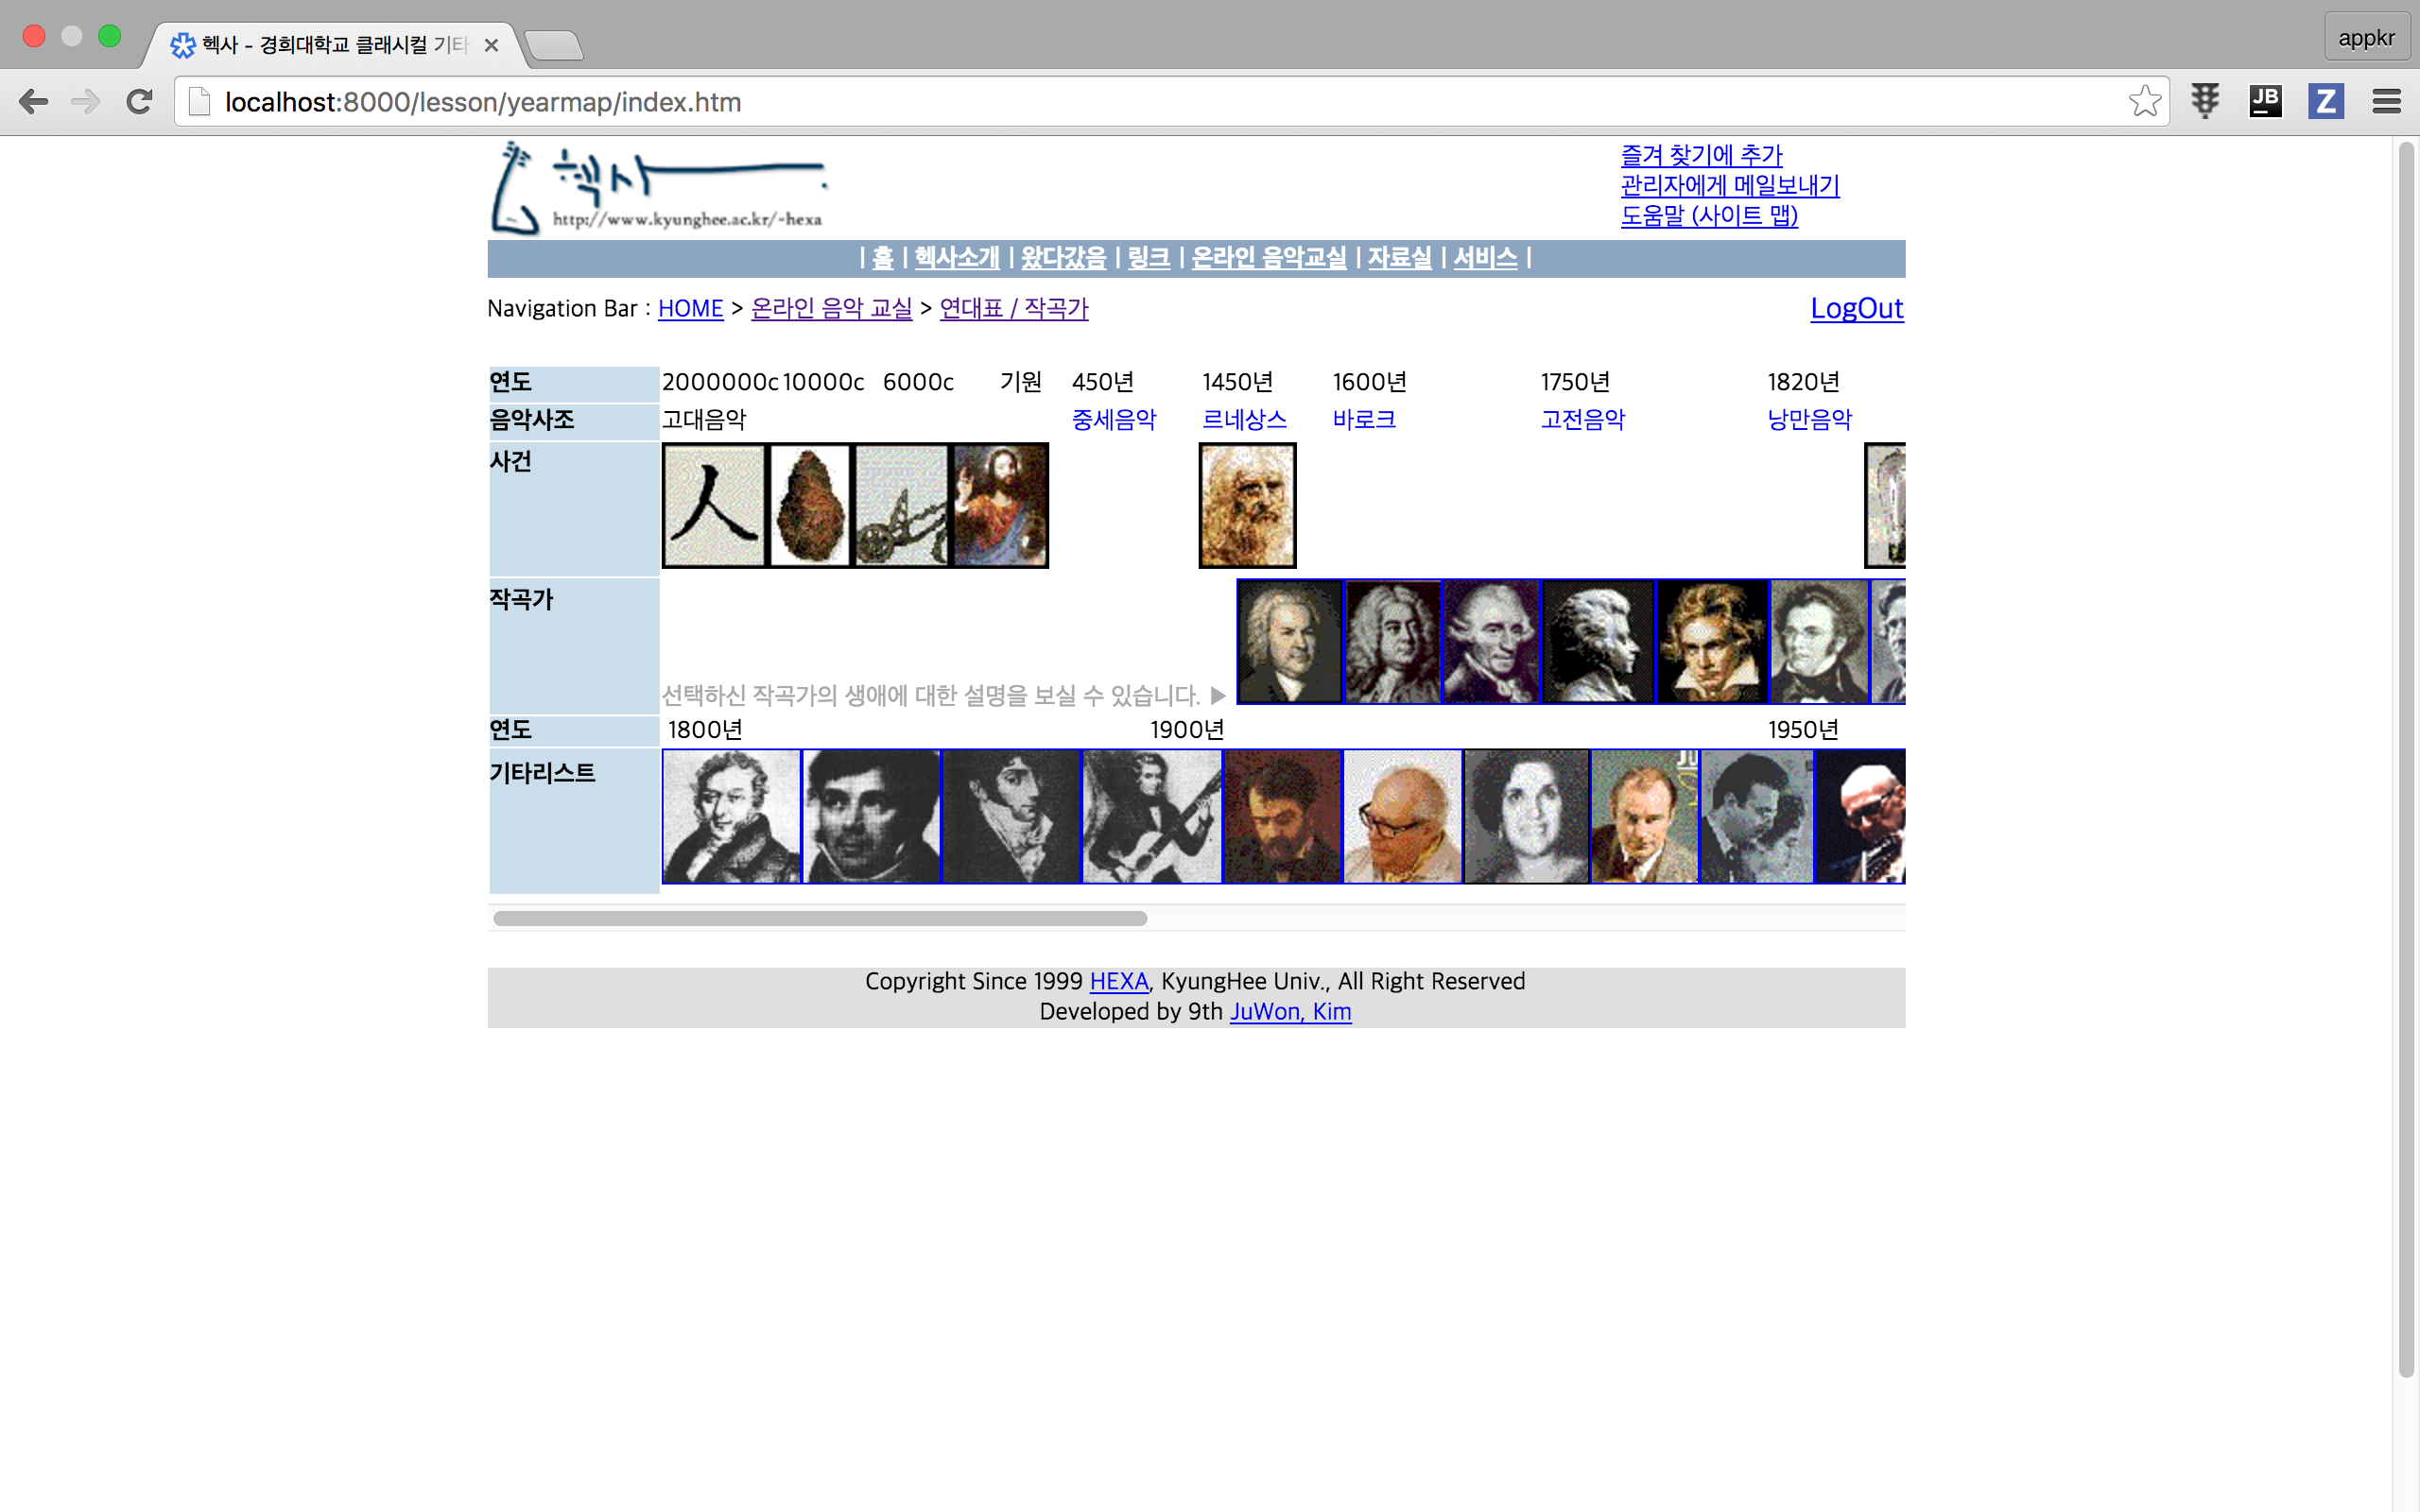 헥사 - 경희대학교 클래시컬 기타
appkr
localhost:8000/lesson/yearmap/index.htm
JB
Z
헥사
http://www.kyunghee.ac.kr/~hexa
즐겨 찾기에 추가
관리자에게 메일보내기
도움말 (사이트 맵)
| 홈 | 헥사소개 | 왔다갔음 | 링크 | 온라인 음악교실 | 자료실 | 서비스 |
Navigation Bar : HOME > 온라인 음악 교실 > 연대표 / 작곡가
LogOut
연도 2000000c 10000c 6000c 기원 450년 1450년 1600년 1750년 1820년
음악사조 고대음악 중세음악 르네상스 바로크 고전음악 낭만음악
사건
人
작곡가
선택하신 작곡가의 생애에 대한 설명을 보실 수 있습니다. ▶
연도 1800년 1900년 1950년
기타리스트
Copyright Since 1999 HEXA, KyungHee Univ., All Right Reserved
Developed by 9th JuWon, Kim